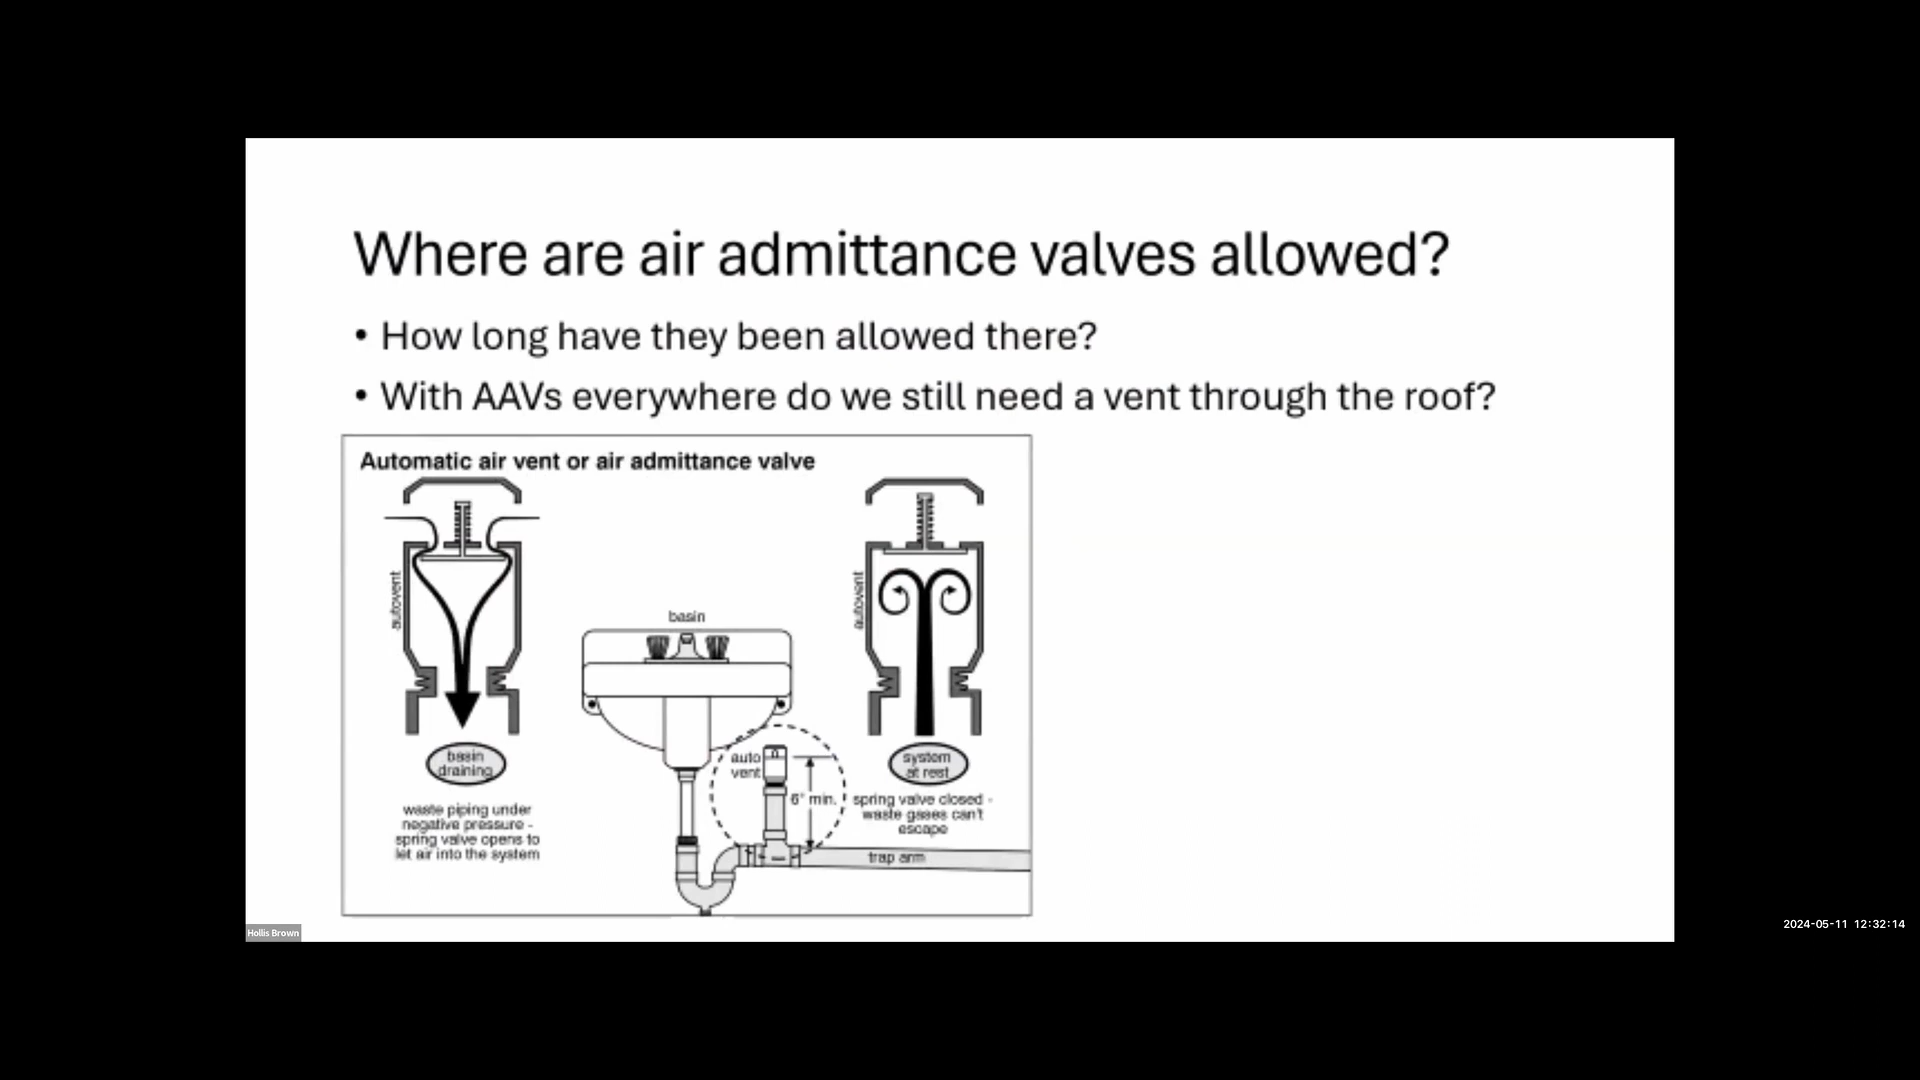 Where are air admittance valves allowed?
• How long have they been allowed there?
• With AAVs everywhere do we still need a vent through the roof?
Automatic air vent or air admittance valve
autovent
autovent
basin
auto
vent
6" min.
trap arm
basin
draining
waste piping under
negative pressure -
spring valve opens to
let air into the system
system
at rest
spring valve closed -
waste gases can't
escape
Hollis Brown
2024-05-11 12:32:14